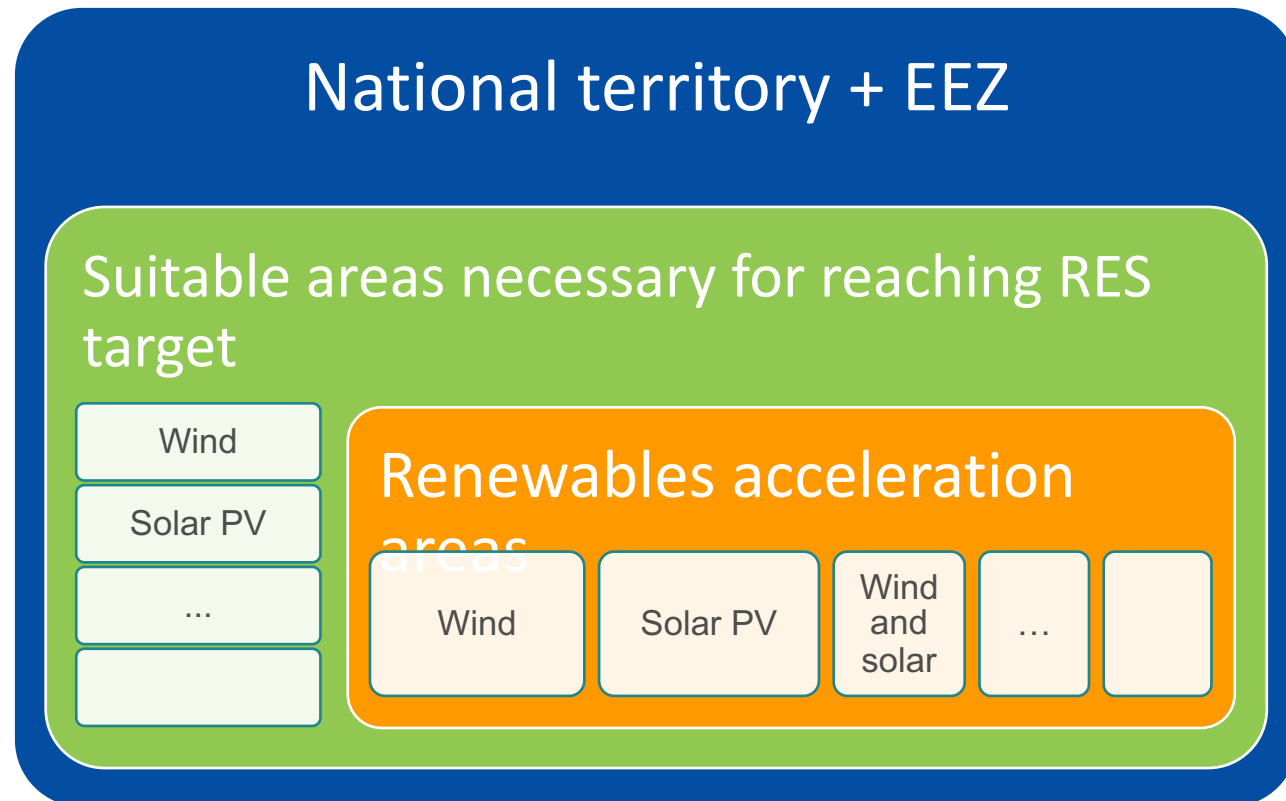 National territory + EEZ
Suitable areas necessary for reaching RES
target
Wind
Solar PV
...
Renewables acceleration
areas
Wind
Solar PV
Wind
and
solar
...